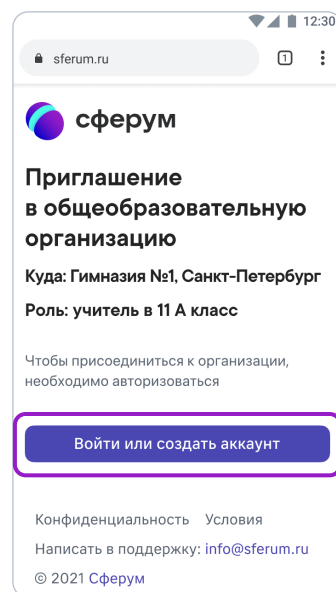 12:30
sferum.ru
1
сферум
Приглашение
в общеобразовательную
организацию
Куда: Гимназия №1, Санкт-Петербург
Роль: учитель в 11 А класс
Чтобы присоединиться к организации,
необходимо авторизоваться
Войти или создать аккаунт
Конфиденциальность Условия
Написать в поддержку: info@sferum.ru
© 2021 Сферум